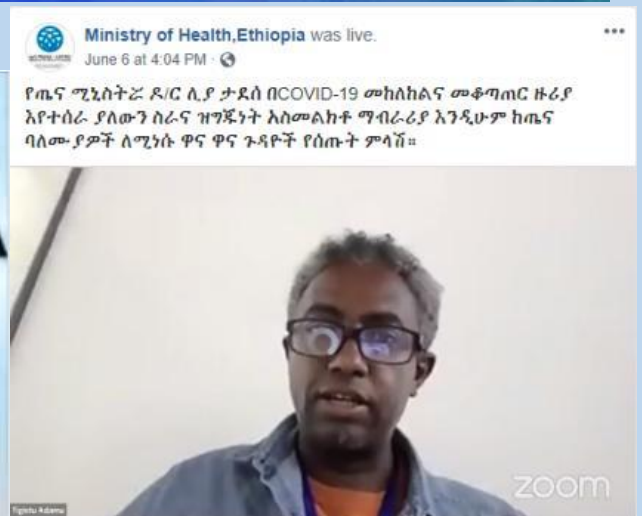 Ministry of Health,Ethiopia was live.
June 6 at 4:04 PM ·
የጤና ሚኒስትሯ ዶ/ር ሊያ ታደሰ በCOVID-19 መከለከልና መቆጣጠር ዙሪያ
እየተሰራ ያለውን ስራና ዝግጁነት አስመልክቶ ማብራሪያ እንዲሁም ከጤና
ባለሙያዎች ለሚነሱ ዋና ዋና ጉዳዮች የሰጡት ምላሽ።
zoom
Tigistu Adamu